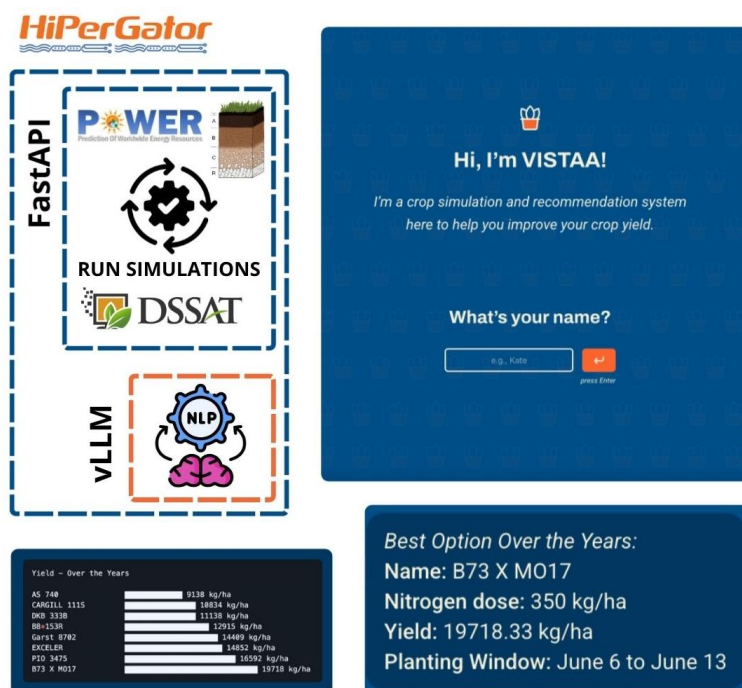 HiPerGator
FastAPI
POWER
Prediction Of Worldwide Energy Resources
A
B
C
R
RUN SIMULATIONS
DSSAT
vLLM
NLP
Hi, I'm VISTAA!
I'm a crop simulation and recommendation system
here to help you improve your crop yield.
What's your name?
e.g., Kate
press Enter
Yield – Over the Years
AS 740 9138 kg/ha
CARGILL 1115 10834 kg/ha
DKB 333B 11138 kg/ha
B8+153R 12915 kg/ha
Garst 8702 14409 kg/ha
EXCELER 14852 kg/ha
PIO 3475 16592 kg/ha
B73 X MO17 19718 kg/ha
Best Option Over the Years:
Name: B73 X MO17
Nitrogen dose: 350 kg/ha
Yield: 19718.33 kg/ha
Planting Window: June 6 to June 13